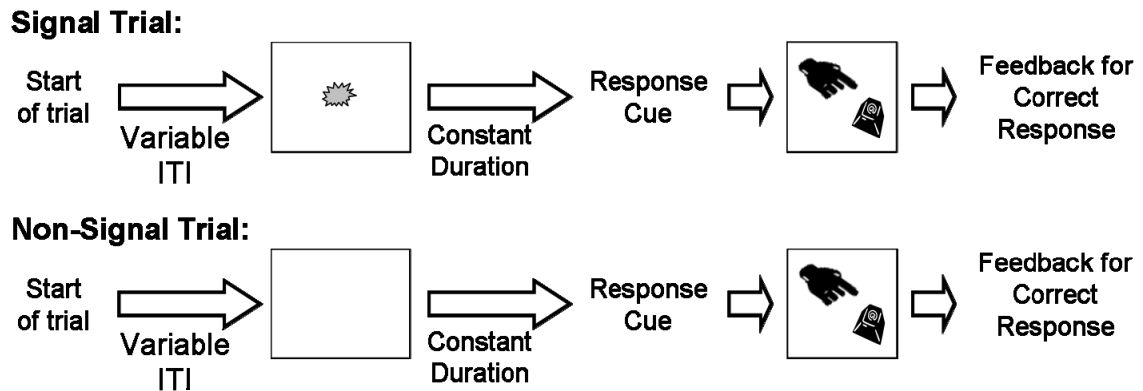 Signal Trial:
Start
of trial
Variable
ITI
Constant
Duration
Response
Cue
@
Feedback for
Correct
Response
Non-Signal Trial:
Start
of trial
Variable
ITI
Constant
Duration
Response
Cue
@
Feedback for
Correct
Response